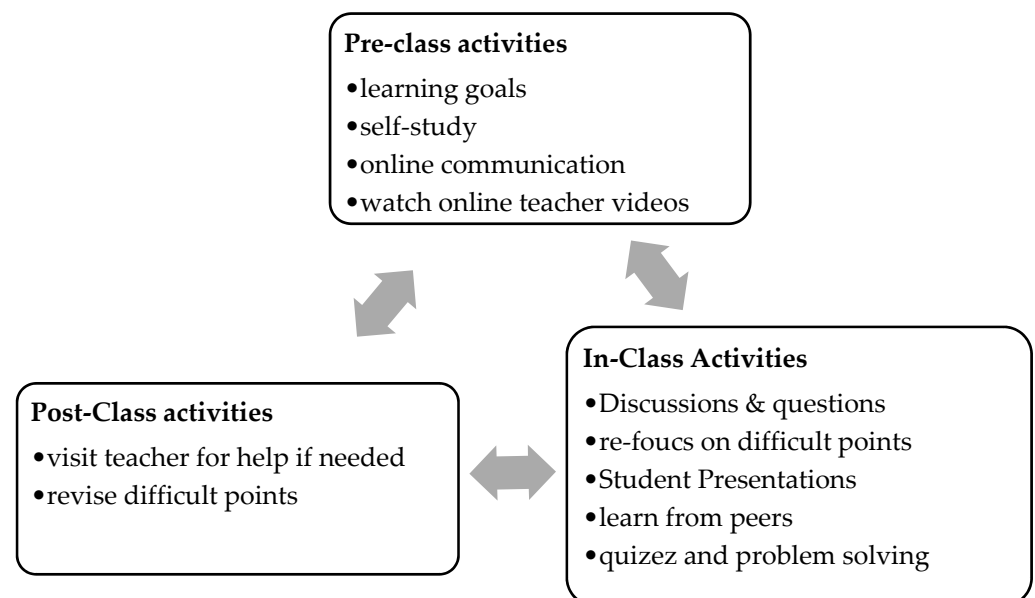 Pre-class activities
•learning goals
•self-study
•online communication
•watch online teacher videos
In-Class Activities
•Discussions & questions
•re-foucs on difficult points
•Student Presentations
•learn from peers
•quizez and problem solving
Post-Class activities
•visit teacher for help if needed
•revise difficult points